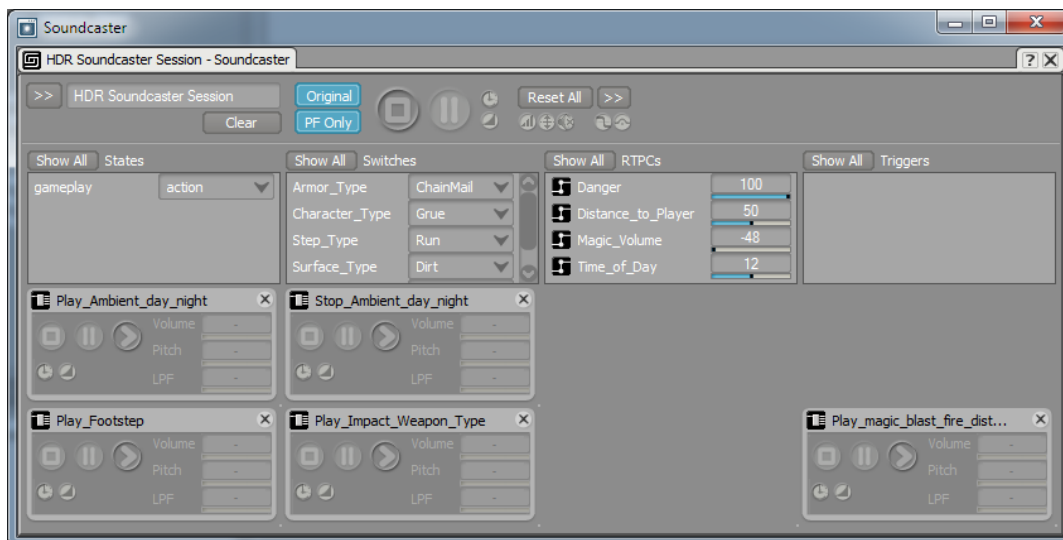 Soundcaster
HDR Soundcaster Session - Soundcaster
? X
>> HDR Soundcaster Session Original Reset All >>
Clear PF Only
Show All States Show All Switches Show All RTPCs Show All Triggers
gameplay action Armor_Type ChainMail Danger 100
Character_Type Grue Distance_to_Player 50
Step_Type Run Magic_Volume -48
Surface_Type Dirt Time_of_Day 12
Play_Ambient_day_night Stop_Ambient_day_night
Volume - Volume -
Pitch - Pitch -
LPF - LPF -
Play_Footstep Play_Impact_Weapon_Type Play_magic_blast_fire_dist...
Volume - Volume - Volume -
Pitch - Pitch - Pitch -
LPF - LPF - LPF -